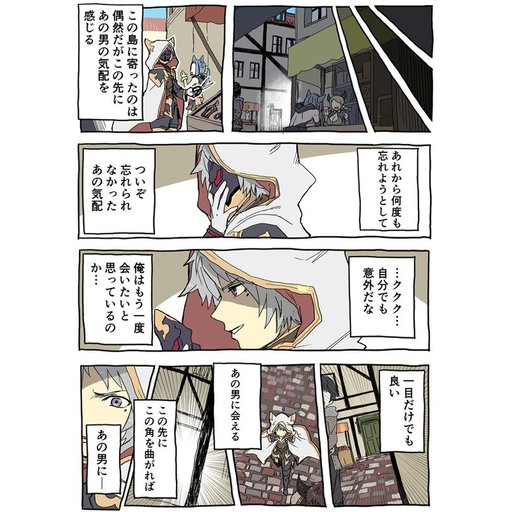 この島に寄ったのは
偶然だがこの先に
あの男の気配を
感じる
あれから何度も
忘れようとして
ついぞ
忘れられ
なかった
あの気配
…ククク…
自分でも
意外だな
俺はもう一度
会いたいと
思っているの
か…
一目だけでも
良い
あの男に会える
この先に
この角を曲がれば
あの男に―